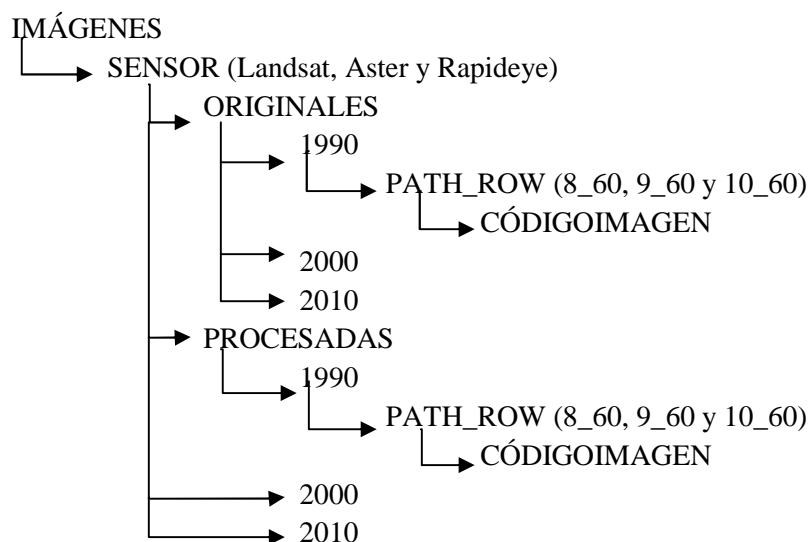 IMÁGENES
SENSOR (Landsat, Aster y Rapideye)
ORIGINALES
1990
PATH_ROW (8_60, 9_60 y 10_60)
CÓDIGOIMAGEN
2000
2010
PROCESADAS
1990
PATH_ROW (8_60, 9_60 y 10_60)
CÓDIGOIMAGEN
2000
2010